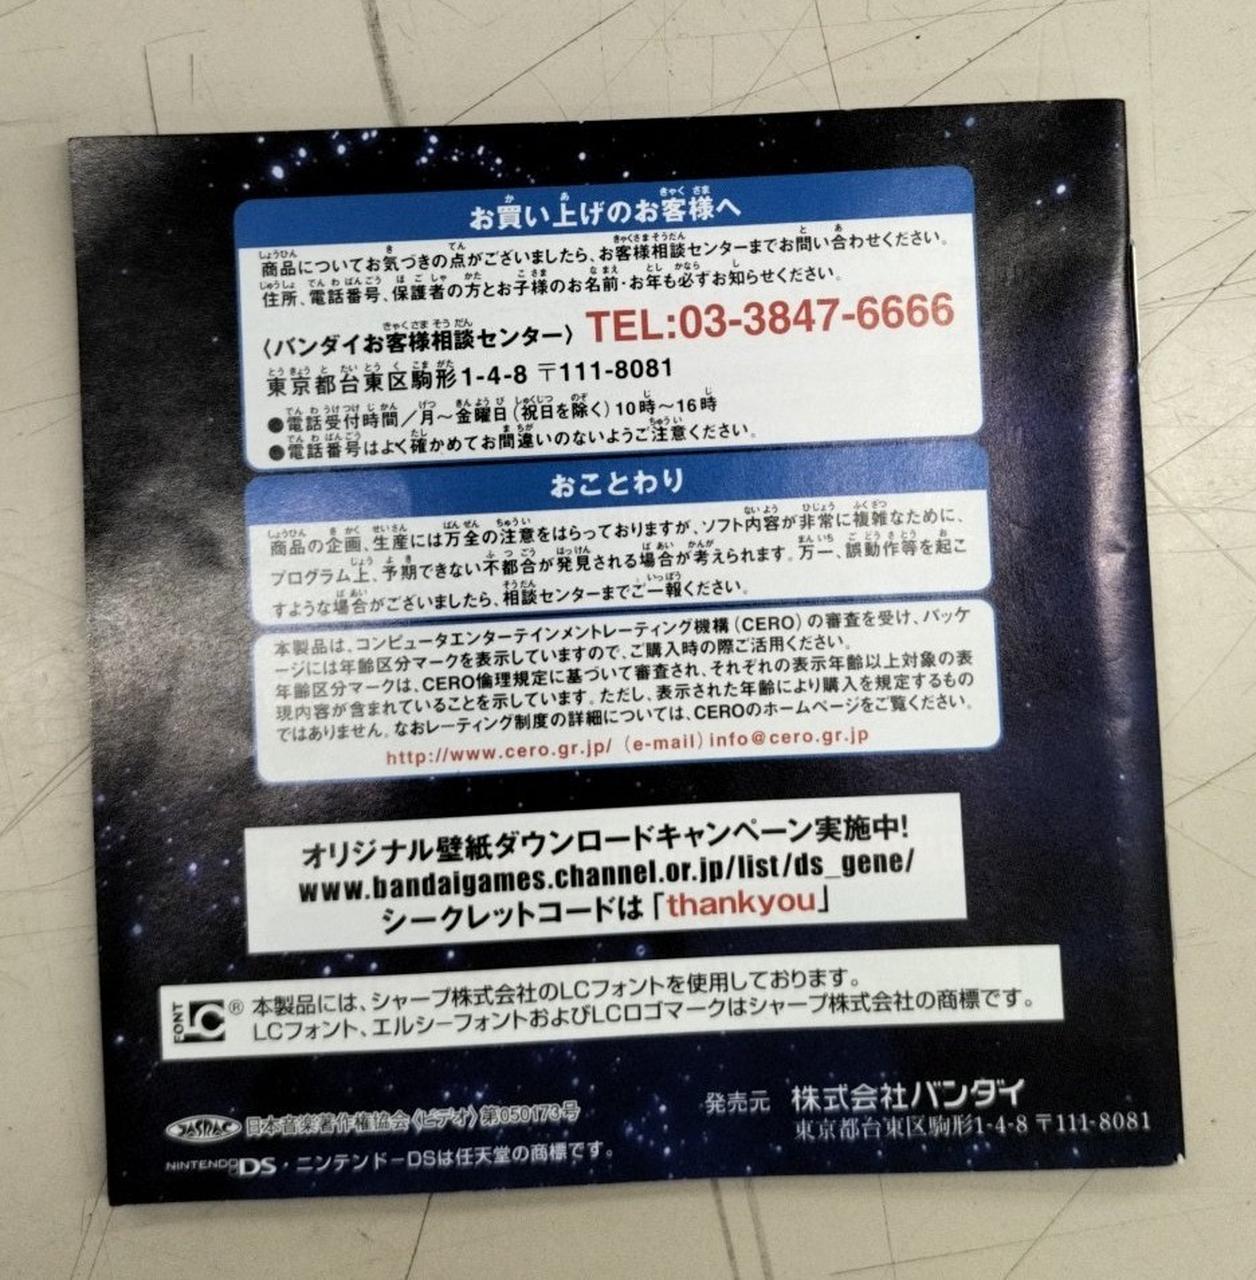 お買い上げのお客様へ
商品についてお気づきの点がございましたら、お客様相談センターまでお問い合わせください。
住所、電話番号、保護者の方とお子様のお名前・お年も必ずお知らせください。
〈バンダイお客様相談センター〉 TEL:03-3847-6666
東京都台東区駒形1-4-8 〒111-8081
●電話受付時間/月〜金曜日(祝日を除く)10時〜16時
●電話番号はよく確かめてお間違いのないようご注意ください。
おことわり
商品の企画、生産には万全の注意をはらっておりますが、ソフト内容が非常に複雑なために、
プログラム上、予期できない不都合が発見される場合が考えられます。万一、誤動作等を起こ
すような場合がございましたら、相談センターまでご一報ください。
本製品は、コンピュータエンターテインメントレーティング機構(CERO)の審査を受け、パッケ
ージには年齢区分マークを表示していますので、ご購入時の際ご活用ください。
年齢区分マークは、CERO倫理規定に基づいて審査され、それぞれの表示年齢以上対象の表
現内容が含まれていることを示しています。ただし、表示された年齢により購入を規定するもの
ではありません。なおレーティング制度の詳細については、CEROのホームページをご覧ください。
http://www.cero.gr.jp/ (e-mail)info@cero.gr.jp
オリジナル壁紙ダウンロードキャンペーン実施中!
www.bandaigames.channel.or.jp/list/ds_gene/
シークレットコードは「thankyou」
FONT LC® 本製品には、シャープ株式会社のLCフォントを使用しております。
LCフォント、エルシーフォントおよびLCロゴマークはシャープ株式会社の商標です。
発売元 株式会社バンダイ
東京都台東区駒形1-4-8 〒111-8081
JASRAC 日本音楽著作権協会〈ビデオ〉第050173号
NINTENDO DS・ニンテンドーDSは任天堂の商標です。